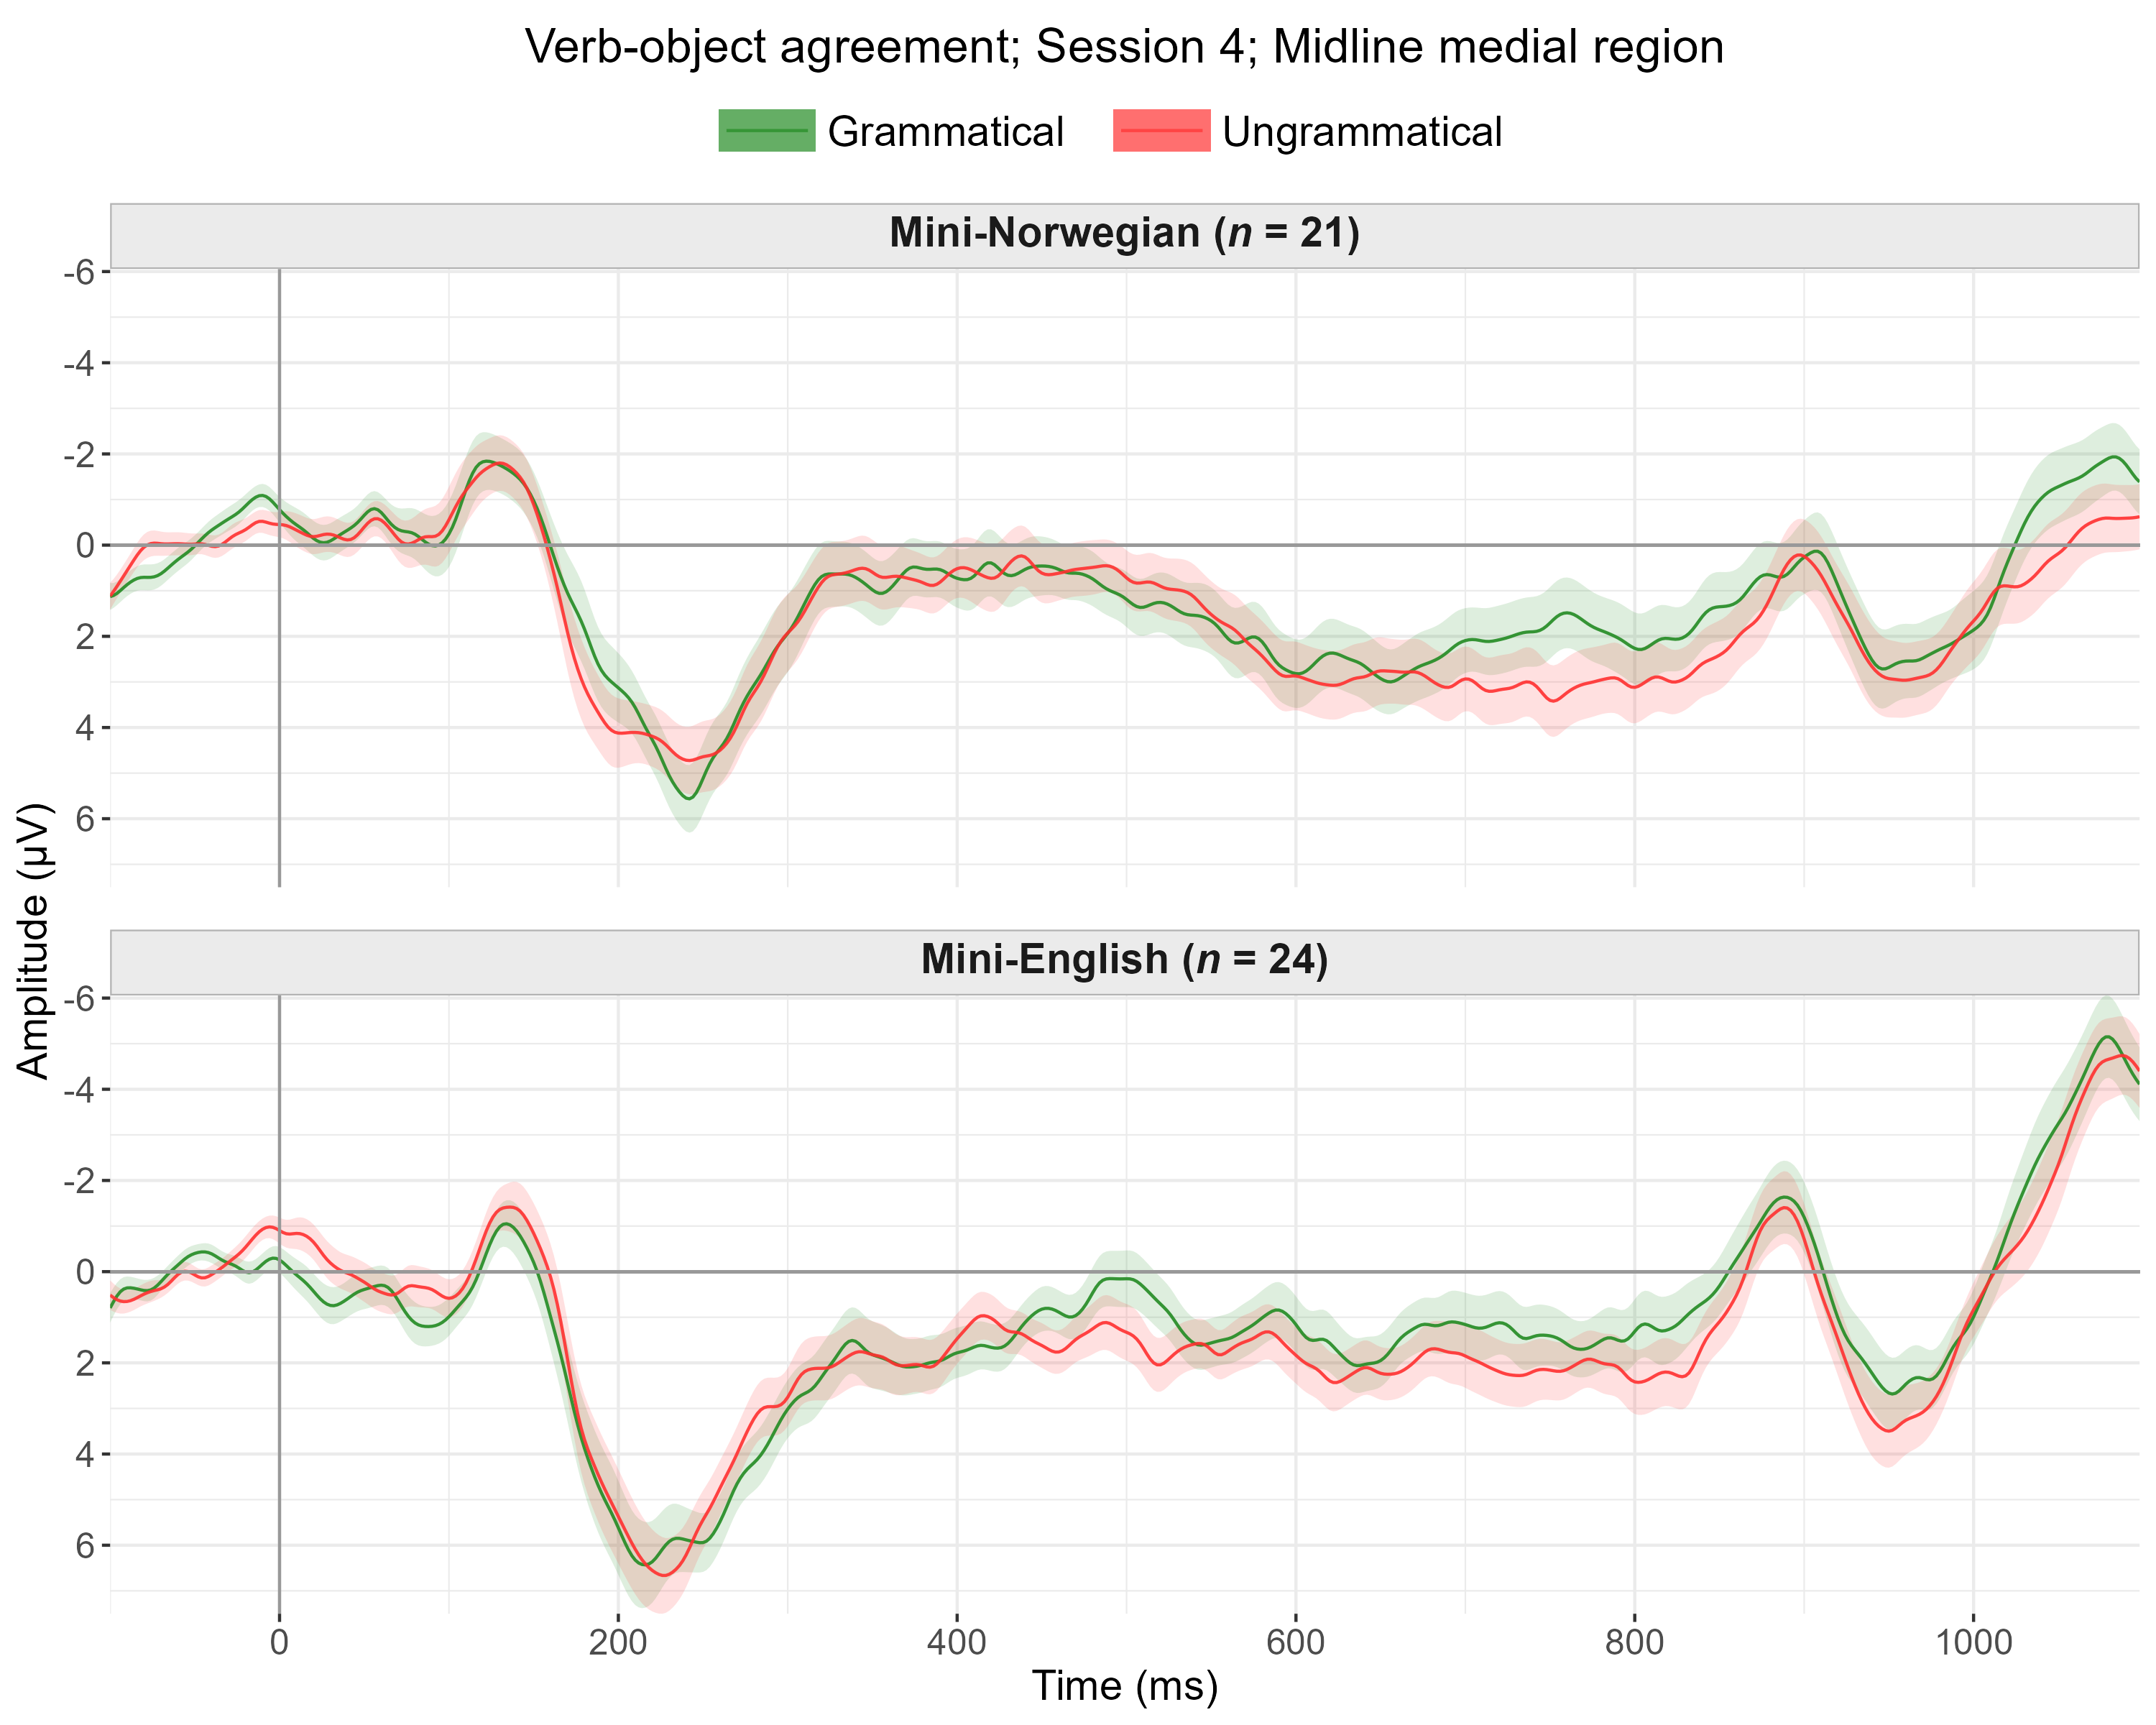 Verb-object agreement; Session 4; Midline medial region
Grammatical
Ungrammatical
Mini-Norwegian (n = 21)
-6
-4
-2
0
2
4
6
Amplitude (µV)
Mini-English (n = 24)
-6
-4
-2
0
2
4
6
0 200 400 600 800 1000
Time (ms)